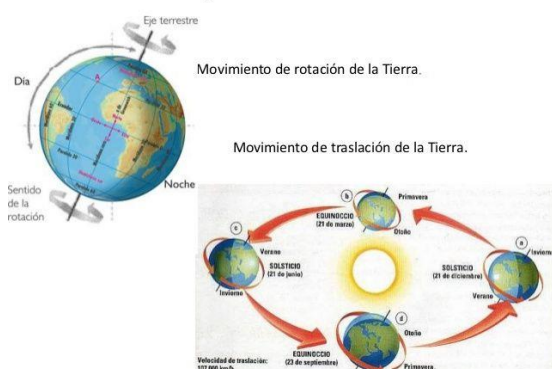 Eje terrestre
Día
Movimiento de rotación de la Tierra.
Movimiento de traslación de la Tierra.
Noche
Sentido
de la
rotación
A
b
Primavera
EQUINOCCIO
(21 de marzo)
Otoño
c
Verano
SOLSTICIO
(21 de junio)
Invierno
a
Invierno
SOLSTICIO
(21 de diciembre)
Verano
d
Otoño
EQUINOCCIO
(23 de septiembre)
Primavera
Velocidad de traslación: